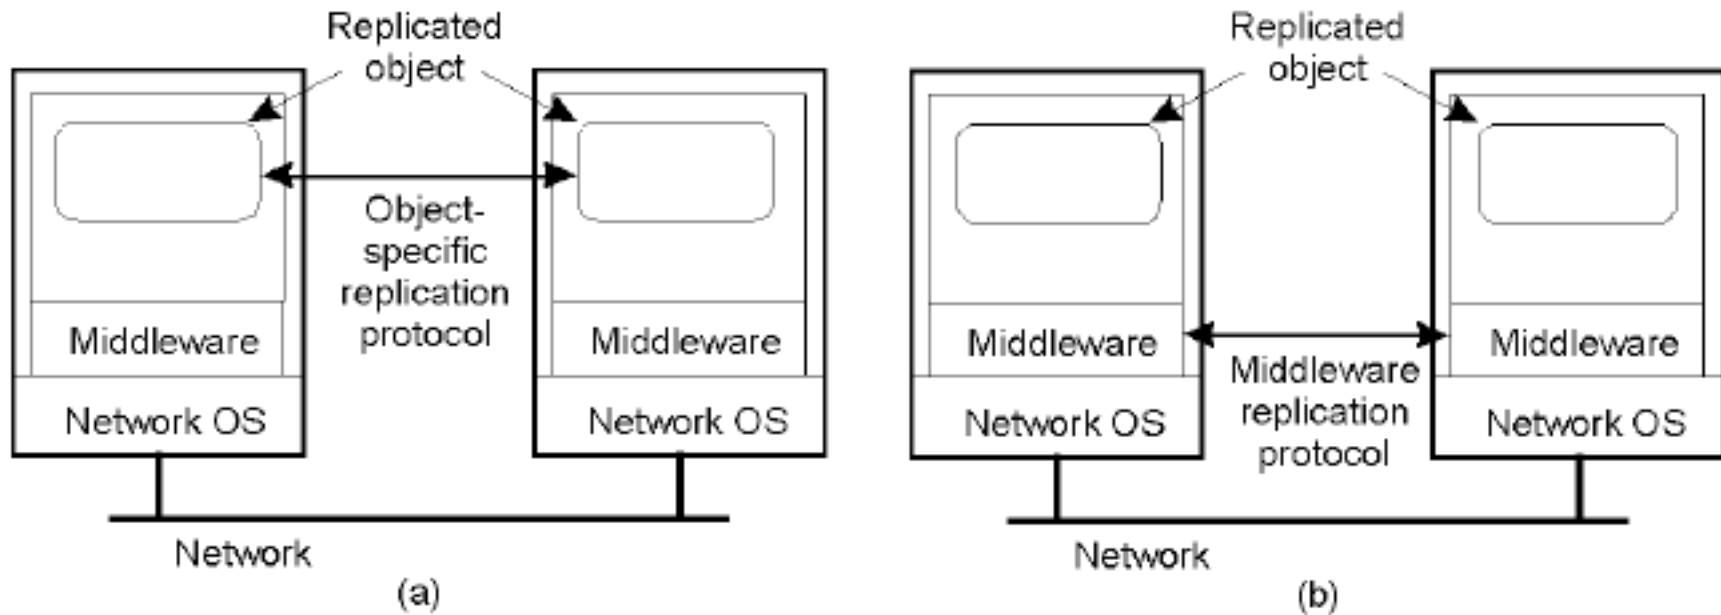 Replicated
object
Object-
specific
replication
protocol
Middleware
Middleware
Network OS
Network OS
Network
(a)
Replicated
object
Middleware
Middleware
Middleware
replication
protocol
Network OS
Network OS
Network
(b)